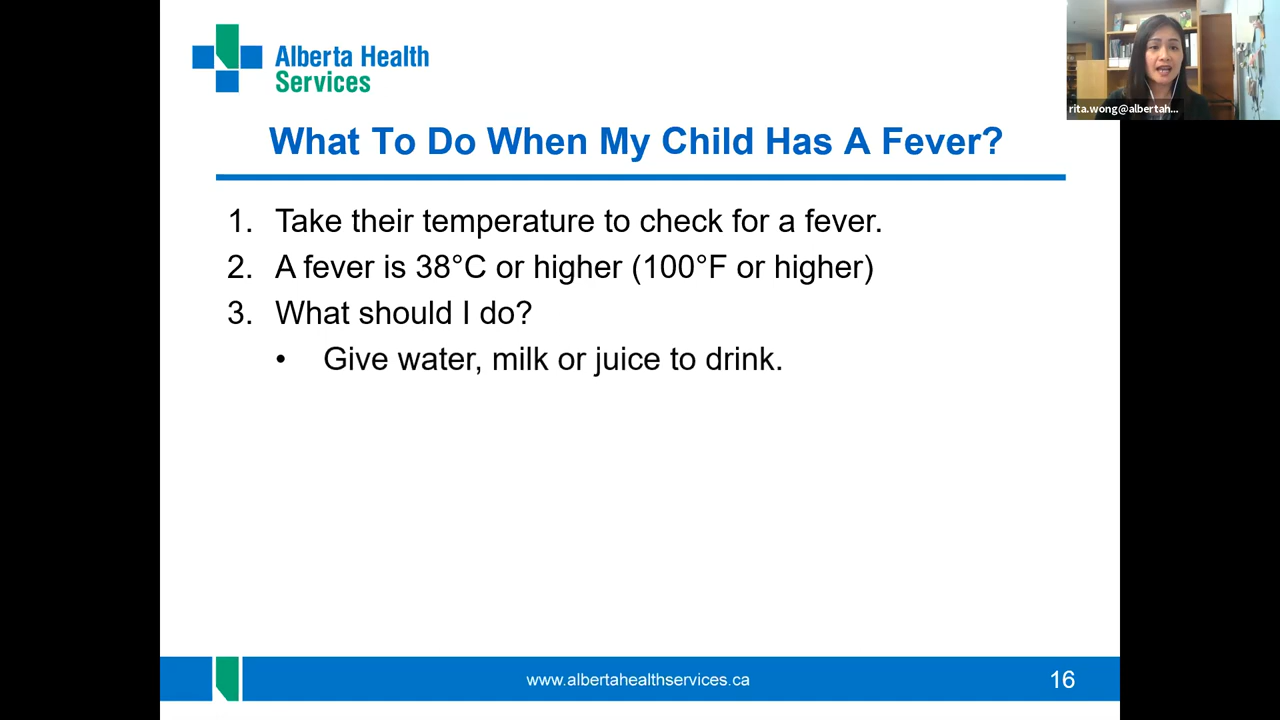 Alberta Health
Services
rita.wong@albertah...
What To Do When My Child Has A Fever?
1. Take their temperature to check for a fever.
2. A fever is 38°C or higher (100°F or higher)
3. What should I do?
• Give water, milk or juice to drink.
www.albertahealthservices.ca
16